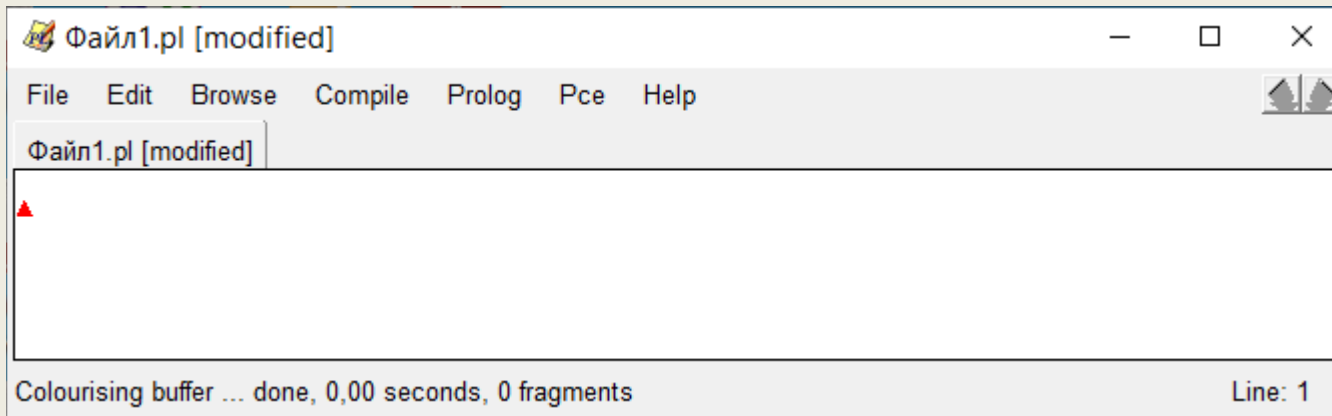 Файл1.pl [modified]
File Edit Browse Compile Prolog Pce Help
Файл1.pl [modified]
Colourising buffer ... done, 0,00 seconds, 0 fragments Line: 1